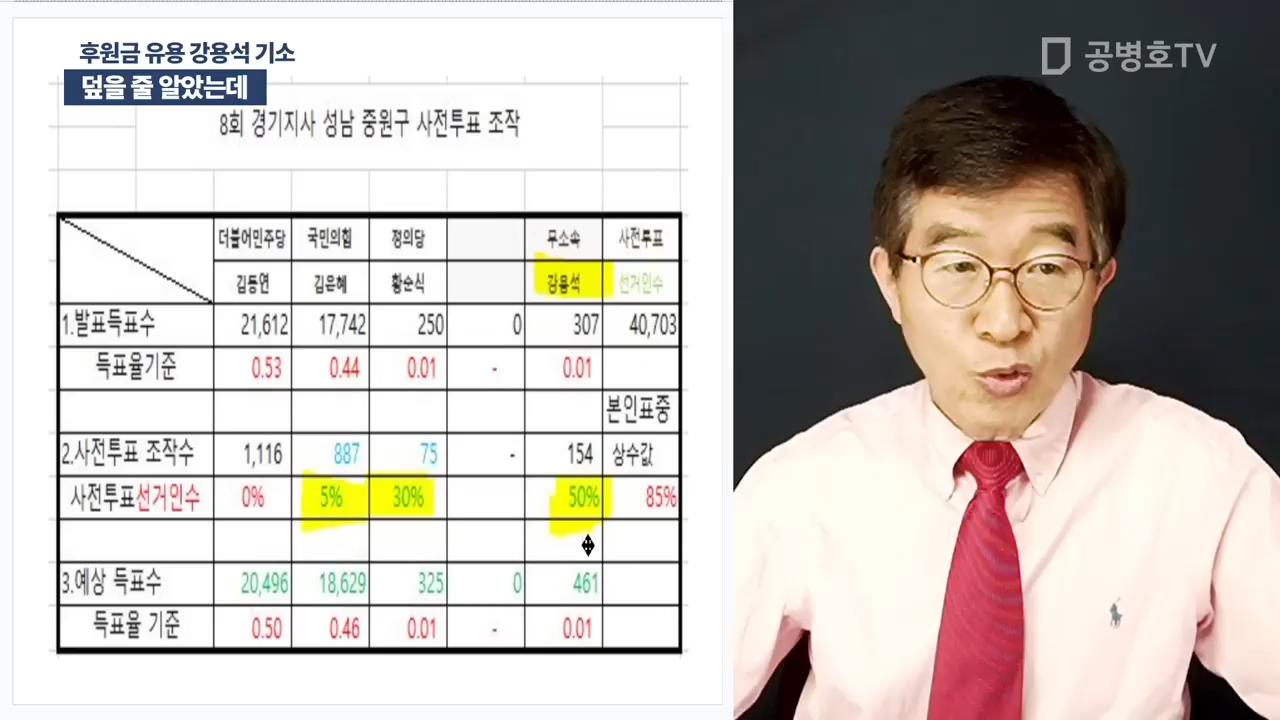 후원금 유용 강용석 기소
덮을 줄 알았는데
공병호TV
8회 경기지사 성남 중원구 사전투표 조작
더불어민주당 국민의힘 정의당 무소속 사전투표
김동연 김은혜 황순식 강용석 선거인수
1.발표득표수 21,612 17,742 250 0 307 40,703
득표율기준 0.53 0.44 0.01 - 0.01
본인표중
2.사전투표 조작수 1,116 887 75 - 154 상수값
사전투표선거인수 0% 5% 30% 50% 85%
3.예상 득표수 20,496 18,629 325 0 461
득표율 기준 0.50 0.46 0.01 - 0.01